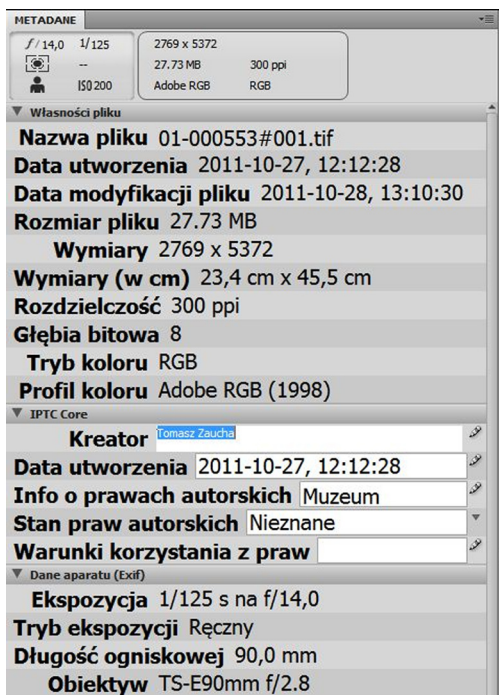 METADANE
f/14,0 1/125
--
ISO 200
2769 x 5372
27.73 MB 300 ppi
Adobe RGB RGB
Własności pliku
Nazwa pliku 01-000553#001.tif
Data utworzenia 2011-10-27, 12:12:28
Data modyfikacji pliku 2011-10-28, 13:10:30
Rozmiar pliku 27.73 MB
Wymiary 2769 x 5372
Wymiary (w cm) 23,4 cm x 45,5 cm
Rozdzielczość 300 ppi
Głębia bitowa 8
Tryb koloru RGB
Profil koloru Adobe RGB (1998)
IPTC Core
Kreator Tomasz Zaucha
Data utworzenia 2011-10-27, 12:12:28
Info o prawach autorskich Muzeum
Stan praw autorskich Nieznane
Warunki korzystania z praw
Dane aparatu (Exif)
Ekspozycja 1/125 s na f/14,0
Tryb ekspozycji Ręczny
Długość ogniskowej 90,0 mm
Obiektyw TS-E90mm f/2.8